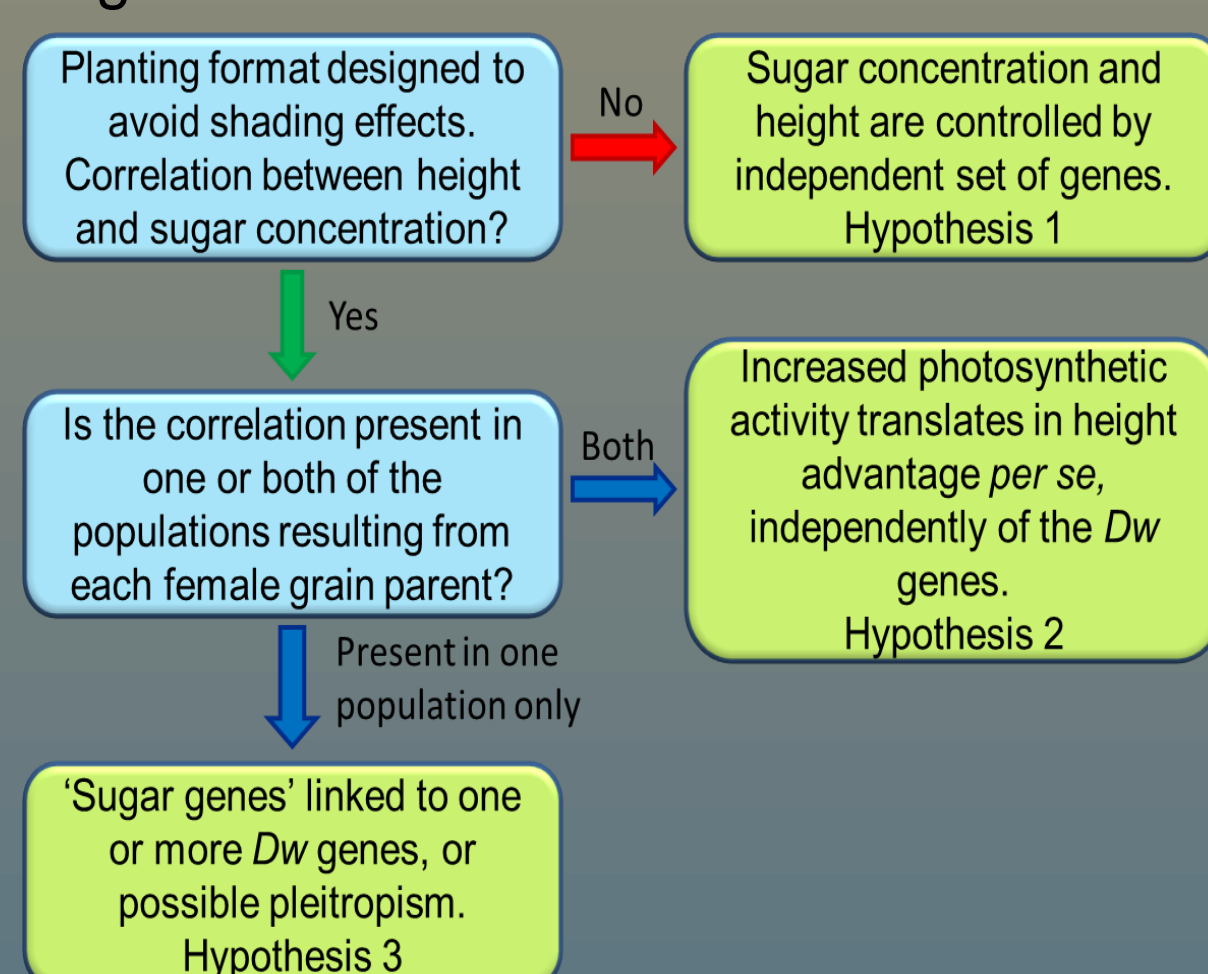 Planting format designed to
avoid shading effects.
Correlation between height
and sugar concentration?
No
Sugar concentration and
height are controlled by
independent set of genes.
Hypothesis 1
Yes
Is the correlation present in
one or both of the
populations resulting from
each female grain parent?
Both
Increased photosynthetic
activity translates in height
advantage per se,
independently of the Dw
genes.
Hypothesis 2
Present in one
population only
‘Sugar genes’ linked to one
or more Dw genes, or
possible pleitropism.
Hypothesis 3